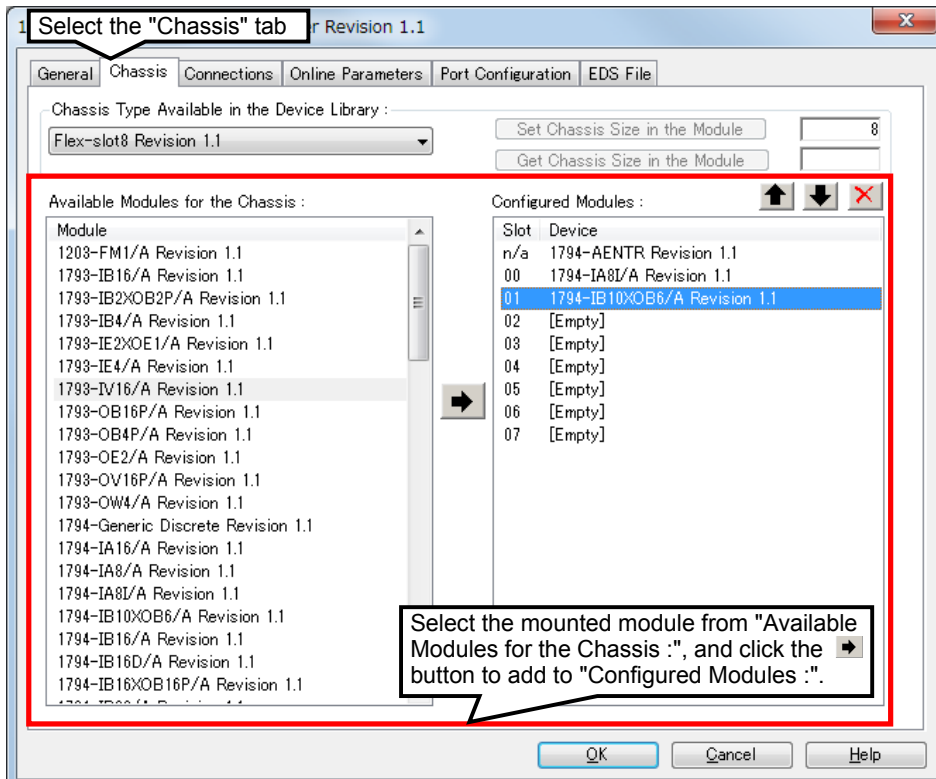 Select the "Chassis" tab
r Revision 1.1
General Chassis Connections Online Parameters Port Configuration EDS File
Chassis Type Available in the Device Library :
Flex-slot8 Revision 1.1
Set Chassis Size in the Module 8
Get Chassis Size in the Module
Available Modules for the Chassis :
Module
1203-FM1/A Revision 1.1
1793-IB16/A Revision 1.1
1793-IB2XOB2P/A Revision 1.1
1793-IB4/A Revision 1.1
1793-IE2XOE1/A Revision 1.1
1793-IE4/A Revision 1.1
1793-IV16/A Revision 1.1
1793-OB16P/A Revision 1.1
1793-OB4P/A Revision 1.1
1793-OE2/A Revision 1.1
1793-OV16P/A Revision 1.1
1793-OW4/A Revision 1.1
1794-Generic Discrete Revision 1.1
1794-IA16/A Revision 1.1
1794-IA8/A Revision 1.1
1794-IA8I/A Revision 1.1
1794-IB10XOB6/A Revision 1.1
1794-IB16/A Revision 1.1
1794-IB16D/A Revision 1.1
1794-IB16XOB16P/A Revision 1.1
Configured Modules :
Slot Device
n/a 1794-AENTR Revision 1.1
00 1794-IA8I/A Revision 1.1
01 1794-IB10XOB6/A Revision 1.1
02 [Empty]
03 [Empty]
04 [Empty]
05 [Empty]
06 [Empty]
07 [Empty]
Select the mounted module from "Available
Modules for the Chassis :", and click the
button to add to "Configured Modules :".
OK Cancel Help